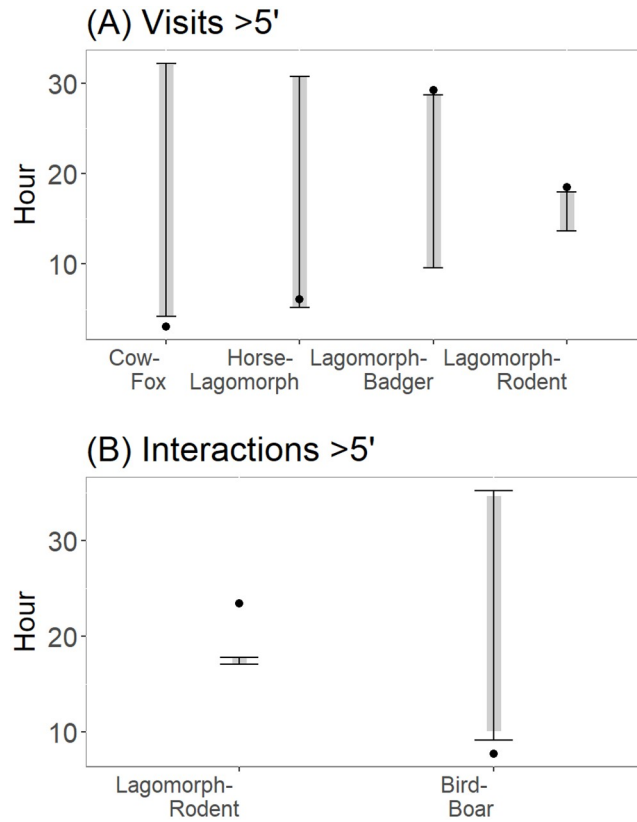 (A) Visits >5'
Hour
30
20
10
Cow-
Fox
Horse-
Lagomorph
Lagomorph-
Badger
Lagomorph-
Rodent
(B) Interactions >5'
Hour
30
20
10
Lagomorph-
Rodent
Bird-
Boar